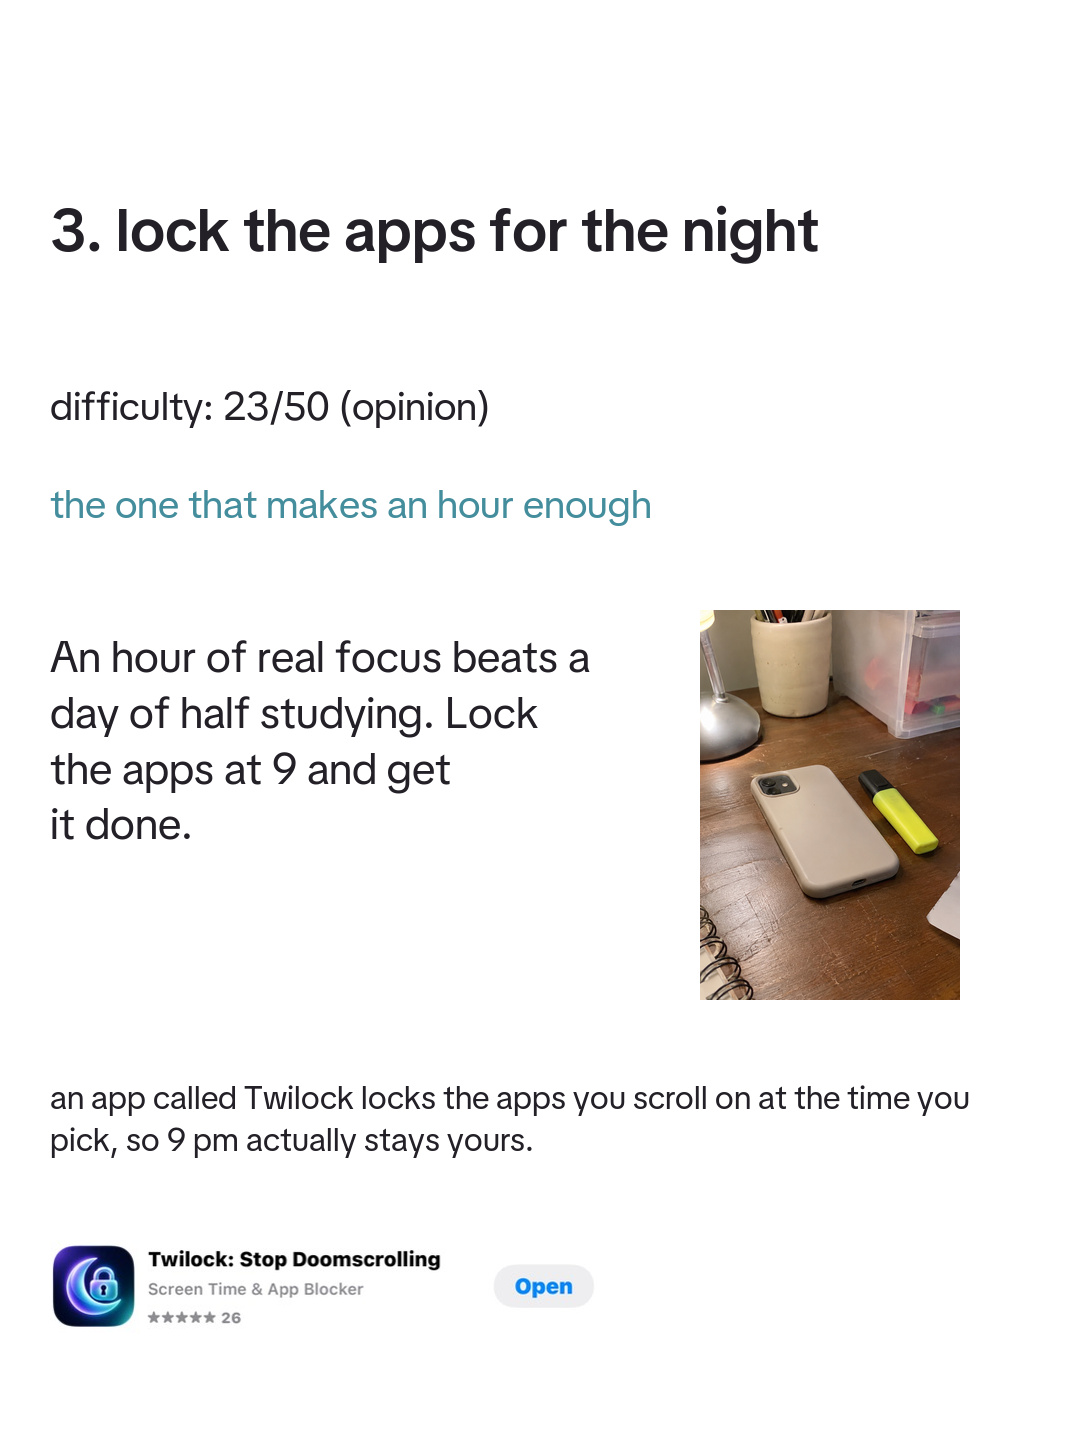 3. lock the apps for the night
difficulty: 23/50 (opinion)
the one that makes an hour enough
An hour of real focus beats a
day of half studying. Lock
the apps at 9 and get
it done.
an app called Twilock locks the apps you scroll on at the time you
pick, so 9 pm actually stays yours.
Twilock: Stop Doomscrolling
Screen Time & App Blocker
★★★★★ 26
Open